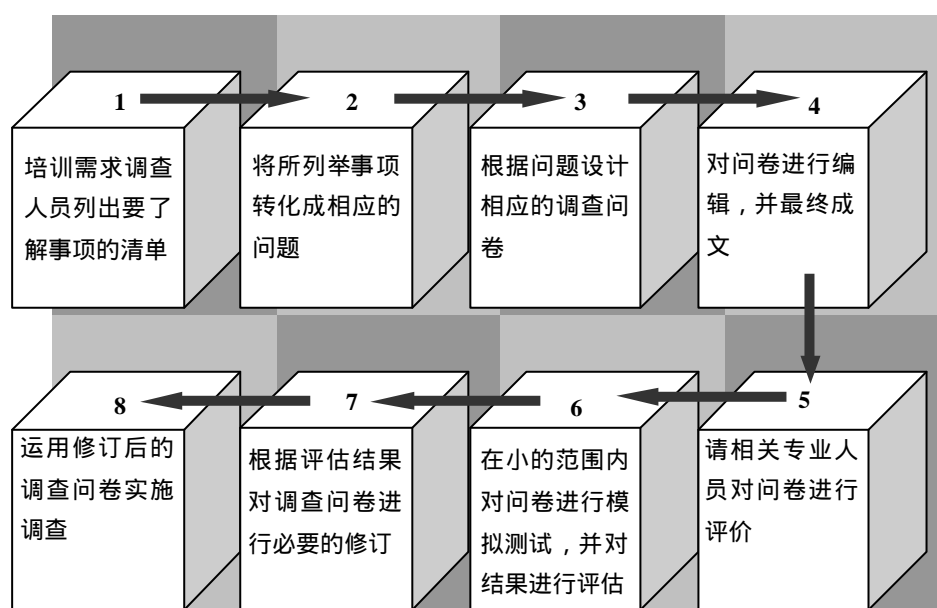 1
培训需求调查
人员列出要了
解事项的清单
2
将所列举事项
转化成相应的
问题
3
根据问题设计
相应的调查问
卷
4
对问卷进行编
辑，并最终成
文
5
请相关专业人
员对问卷进行
评价
6
在小的范围内
对问卷进行模
拟测试，并对
结果进行评估
7
根据评估结果
对调查问卷进
行必要的修订
8
运用修订后的
调查问卷实施
调查